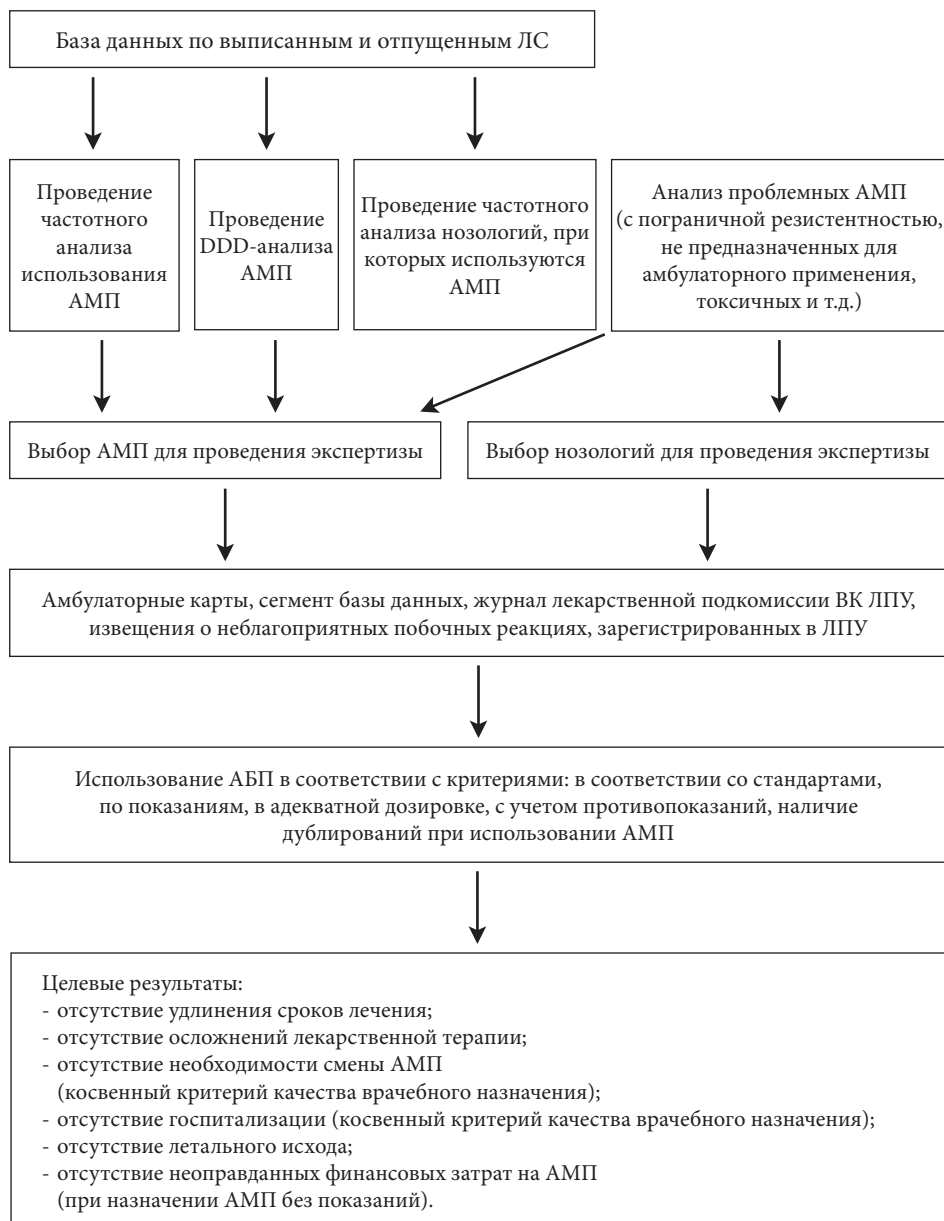 База данных по выписанным и отпущенным ЛС
Проведение
частотного
анализа
использования
АМП
Проведение
DDD-анализа
АМП
Проведение частотного
анализа нозологий, при
которых используются
АМП
Анализ проблемных АМП
(с пограничной резистентностью,
не предназначенных для
амбулаторного применения,
токсичных и т.д.)
Выбор АМП для проведения экспертизы
Выбор нозологий для проведения экспертизы
Амбулаторные карты, сегмент базы данных, журнал лекарственной подкомиссии ВК ЛПУ,
извещения о неблагоприятных побочных реакциях, зарегистрированных в ЛПУ
Использование АБП в соответствии с критериями: в соответствии со стандартами,
по показаниям, в адекватной дозировке, с учетом противопоказаний, наличие
дублирований при использовании АМП
Целевые результаты:
- отсутствие удлинения сроков лечения;
- отсутствие осложнений лекарственной терапии;
- отсутствие необходимости смены АМП
(косвенный критерий качества врачебного назначения);
- отсутствие госпитализации (косвенный критерий качества врачебного назначения);
- отсутствие летального исхода;
- отсутствие неоправданных финансовых затрат на АМП
(при назначении АМП без показаний).